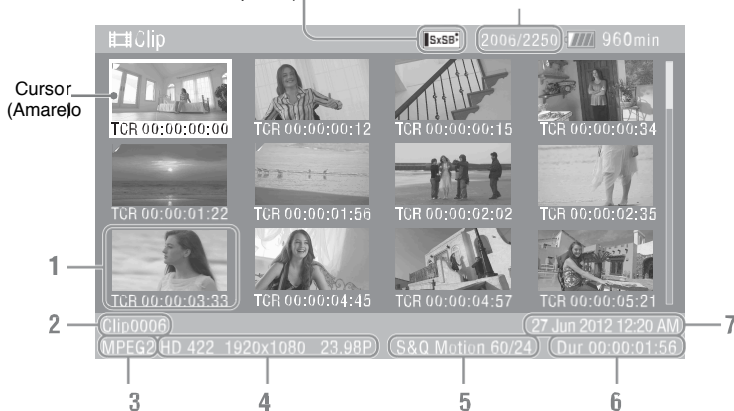 Clip SxSB 2006/2250 960min
Cursor
(Amarelo
TCR 00:00:00:00 TCR 00:00:00:12 TCR 00:00:00:15 TCR 00:00:00:34
TCR 00:00:01:22 TCR 00:00:01:56 TCR 00:00:02:02 TCR 00:00:02:35
1
TCR 00:00:03:33 TCR 00:00:04:45 TCR 00:00:04:57 TCR 00:00:05:21
2 Clip0006 27 Jun 2012 12:20 AM 7
MPEG2 HD 422 1920x1080 23.98P S&Q Motion 60/24 Dur 00:00:01:56
3 4 5 6